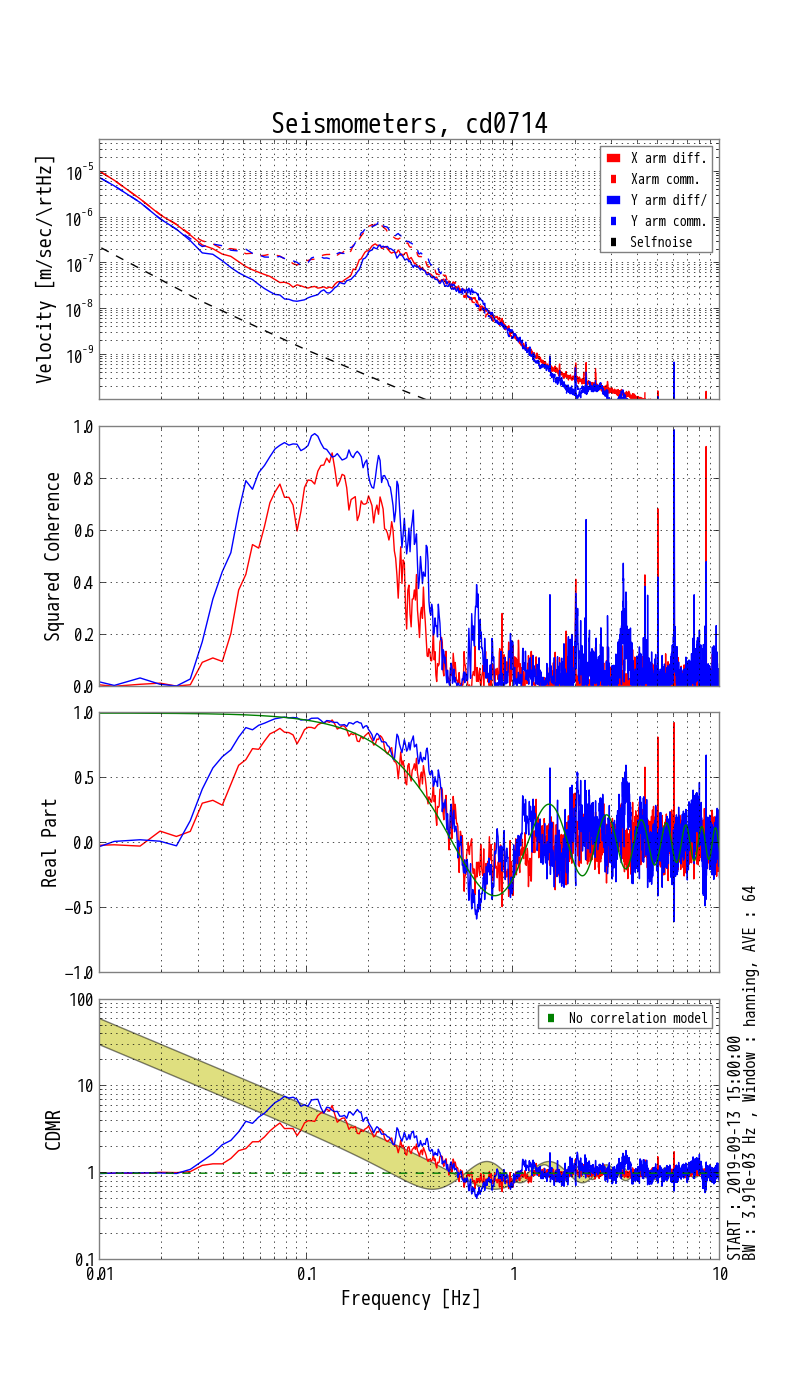 Seismometers, cd0714
Velocity [m/sec/\rtHz]
10^-5
10^-6
10^-7
10^-8
10^-9
X arm diff.
Xarm comm.
Y arm diff/
Y arm comm.
Selfnoise
Squared Coherence
1.0
0.8
0.6
0.4
0.2
0.0
Real Part
1.0
0.5
0.0
−0.5
−1.0
CDMR
100
10
1
0.1
No correlation model
0.01
0.1
1
10
Frequency [Hz]
START : 2019-09-13 15:00:00
BW : 3.91e-03 Hz , Window : hanning, AVE : 64